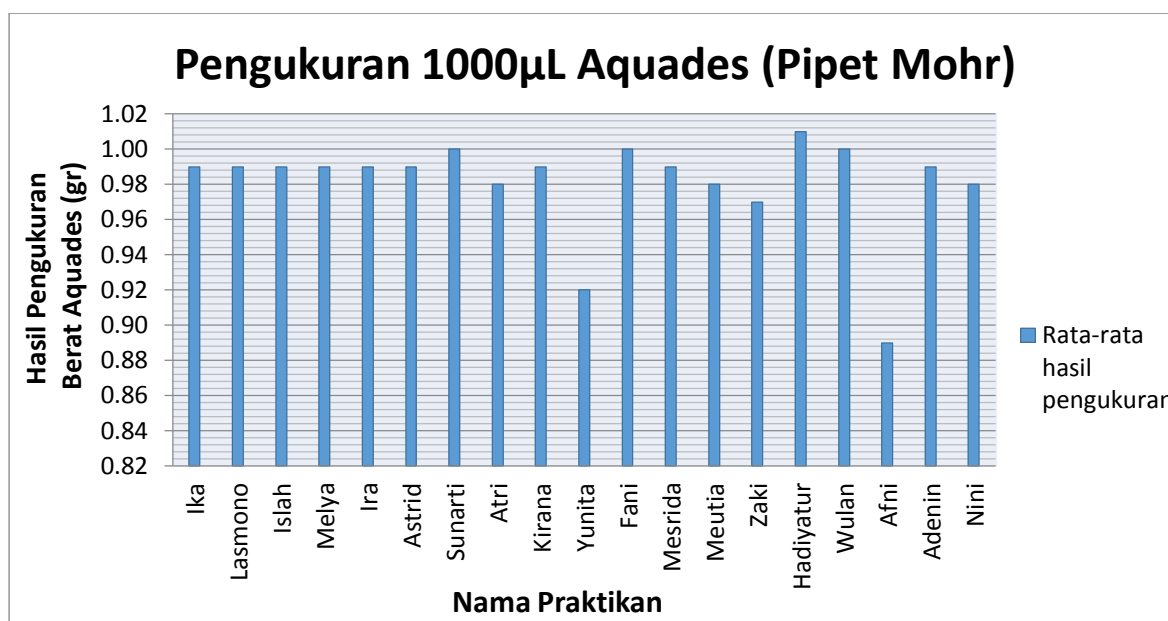 Pengukuran 1000µL Aquades (Pipet Mohr)
Hasil Pengukuran
Berat Aquades (gr)
1.02
1.00
0.98
0.96
0.94
0.92
0.90
0.88
0.86
0.84
0.82
Ika
Lasmono
Islah
Melya
Ira
Astrid
Sunarti
Atri
Kirana
Yunita
Fani
Mesrida
Meutia
Zaki
Hadiyatur
Wulan
Afni
Adenin
Nini
Nama Praktikan
Rata-rata
hasil
pengukuran